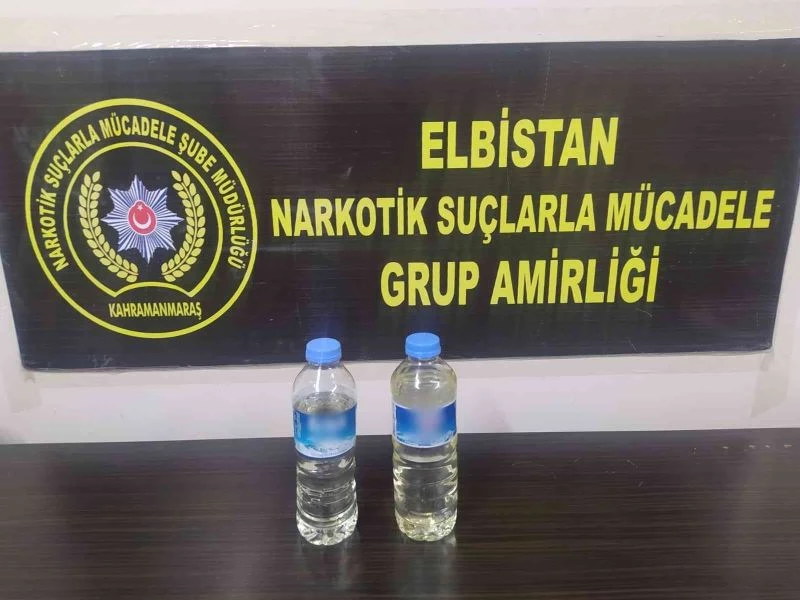 NARKOTİK SUÇLARLA MÜCADELE ŞUBE MÜDÜRLÜĞÜ
KAHRAMANMARAŞ
ELBİSTAN
NARKOTİK SUÇLARLA MÜCADELE
GRUP AMİRLİĞİ